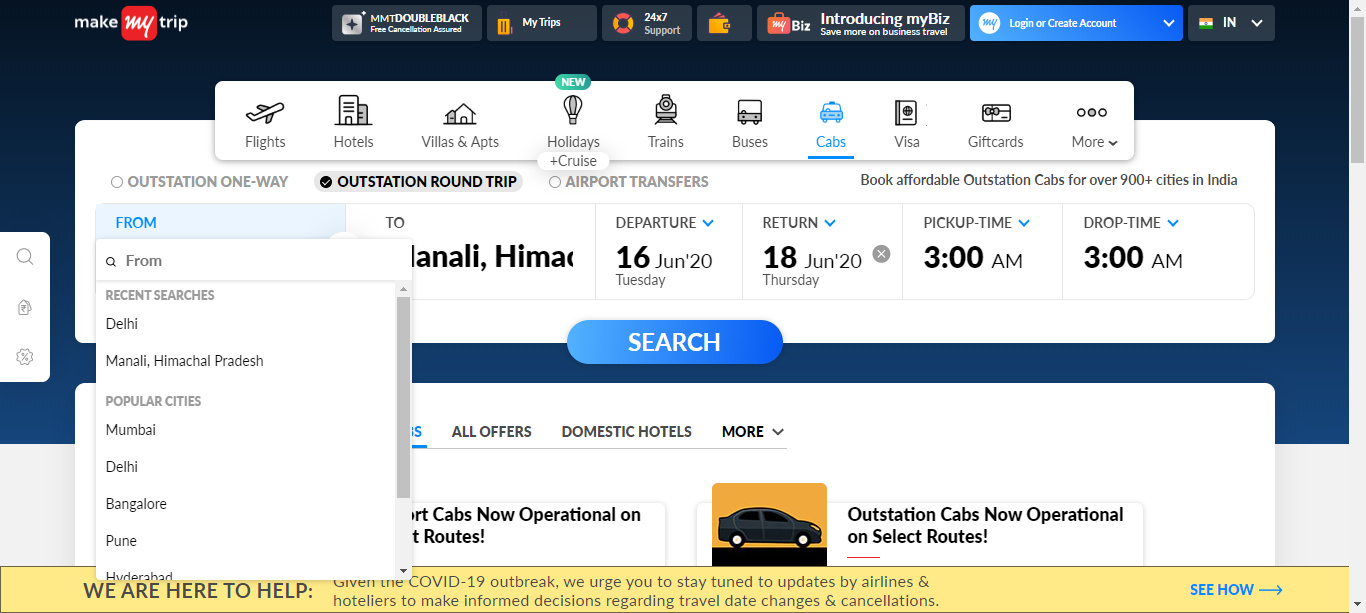 make my trip
MMTDOUBLEBLACK
Free Cancellation Assured
My Trips
24x7
Support
my Biz
Introducing myBiz
Save more on business travel
my
Login or Create Account
IN
NEW
Flights
Hotels
Villas & Apts
Holidays
+Cruise
Trains
Buses
Cabs
Visa
Giftcards
More
OUTSTATION ONE-WAY
OUTSTATION ROUND TRIP
AIRPORT TRANSFERS
Book affordable Outstation Cabs for over 900+ cities in India
FROM
TO
DEPARTURE
RETURN
PICKUP-TIME
DROP-TIME
From
Manali, Himac
16 Jun'20
18 Jun'20
3:00 AM
3:00 AM
Tuesday
Thursday
RECENT SEARCHES
Delhi
Manali, Himachal Pradesh
SEARCH
POPULAR CITIES
Mumbai
Delhi
Bangalore
Pune
Hyderabad
BS
ALL OFFERS
DOMESTIC HOTELS
MORE
ort Cabs Now Operational on
t Routes!
Outstation Cabs Now Operational
on Select Routes!
WE ARE HERE TO HELP:
Given the COVID-19 outbreak, we urge you to stay tuned to updates by airlines &
hoteliers to make informed decisions regarding travel date changes & cancellations.
SEE HOW